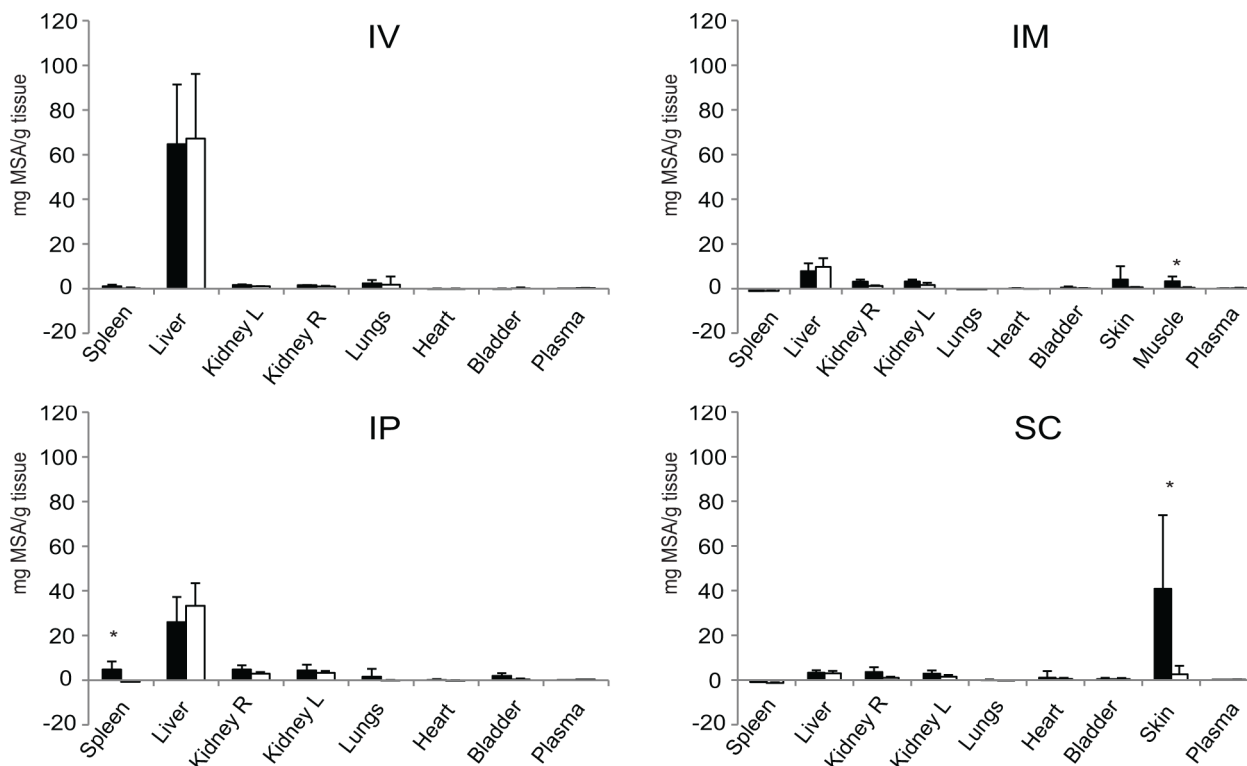 IV
mg MSA/g tissue
120
100
80
60
40
20
0
-20
Spleen
Liver
Kidney L
Kidney R
Lungs
Heart
Bladder
Plasma
IM
mg MSA/g tissue
120
100
80
60
40
20
0
-20
*
Spleen
Liver
Kidney R
Kidney L
Lungs
Heart
Bladder
Skin
Muscle
Plasma
IP
mg MSA/g tissue
120
100
80
60
40
20
0
-20
*
Spleen
Liver
Kidney R
Kidney L
Lungs
Heart
Bladder
Plasma
SC
mg MSA/g tissue
120
100
80
60
40
20
0
-20
*
Spleen
Liver
Kidney R
Kidney L
Lungs
Heart
Bladder
Skin
Plasma